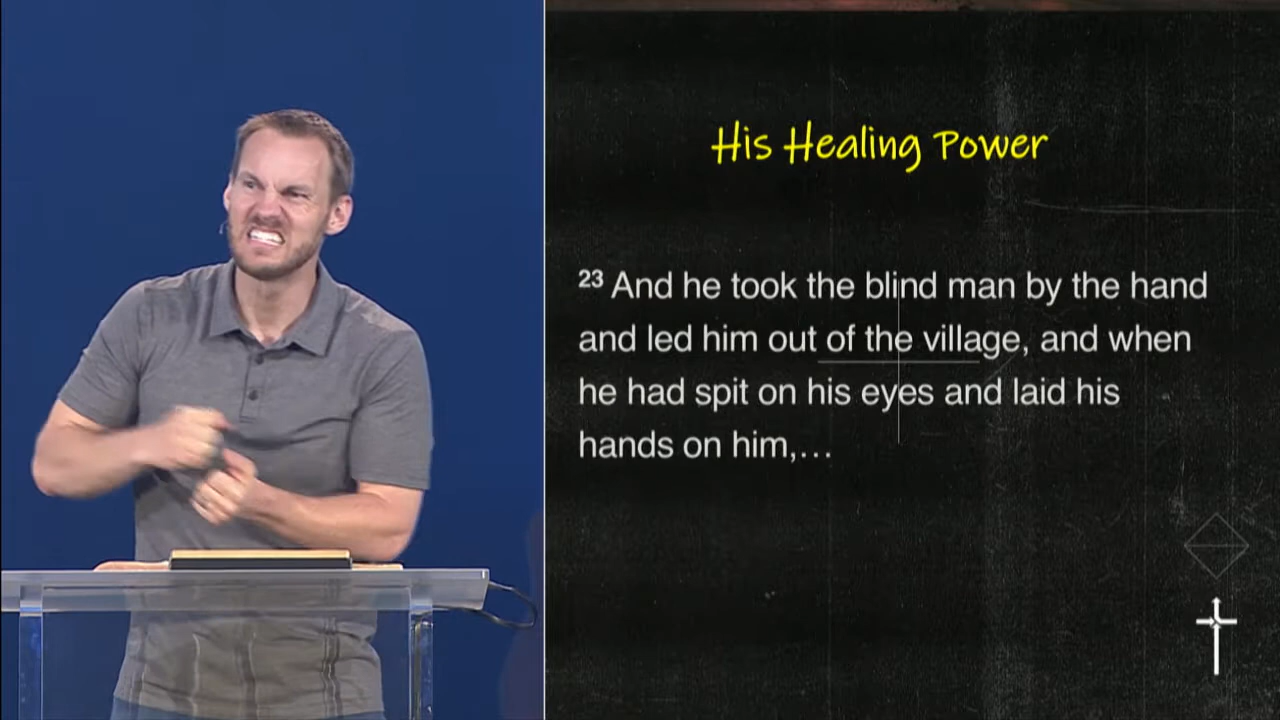 His Healing Power
23 And he took the blind man by the hand
and led him out of the village, and when
he had spit on his eyes and laid his
hands on him,...